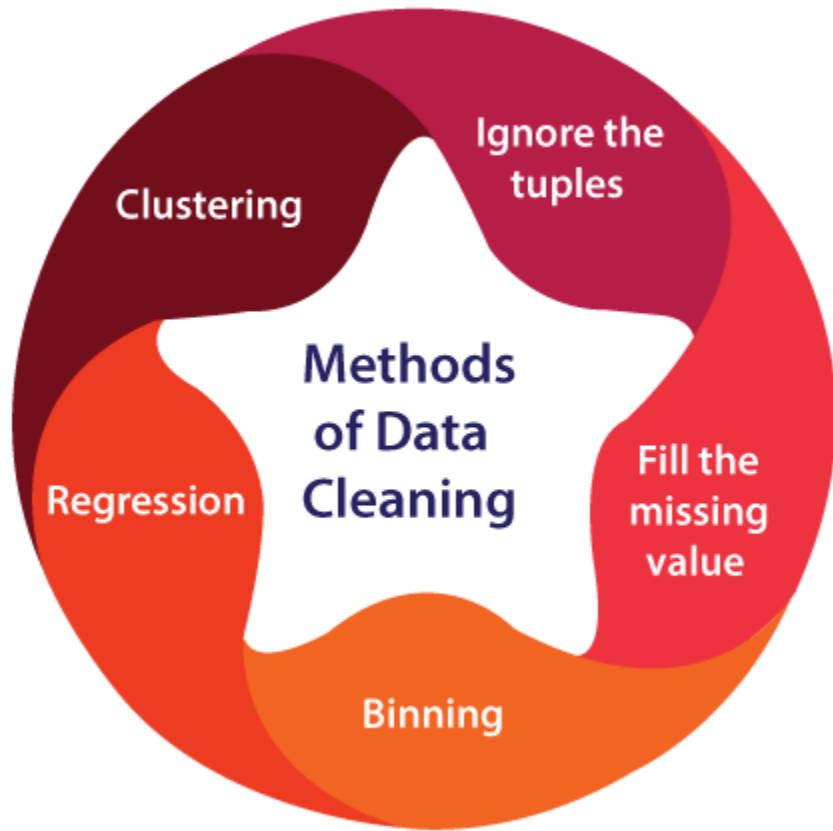 Methods
of Data
Cleaning
Ignore the
tuples
Fill the
missing
value
Binning
Regression
Clustering